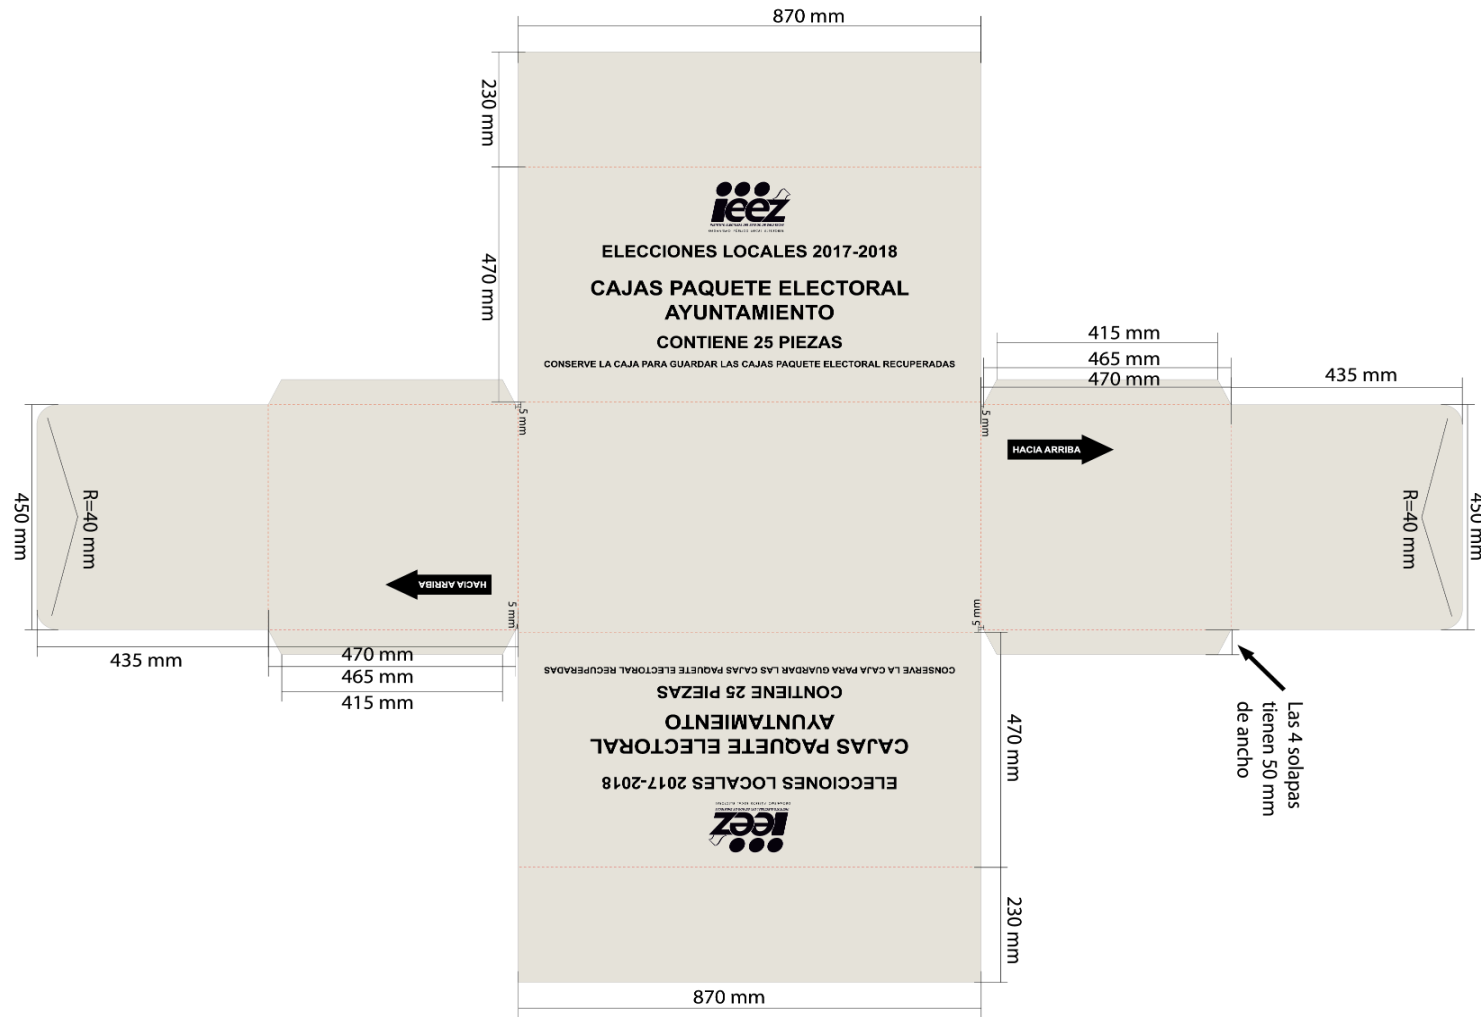 870 mm
230 mm
ieez
470 mm
ELECCIONES LOCALES 2017-2018
CAJAS PAQUETE ELECTORAL
AYUNTAMIENTO
CONTIENE 25 PIEZAS
CONSERVE LA CAJA PARA GUARDAR LAS CAJAS PAQUETE ELECTORAL RECUPERADAS
415 mm
465 mm
470 mm
435 mm
5 mm
5 mm
HACIA ARRIBA
450 mm
R=40 mm
R=40 mm
450 mm
HACIA ARRIBA
5 mm
5 mm
435 mm
470 mm
465 mm
415 mm
CONSERVE LA CAJA PARA GUARDAR LAS CAJAS PAQUETE ELECTORAL RECUPERADAS
CONTIENE 25 PIEZAS
AYUNTAMIENTO
CAJAS PAQUETE ELECTORAL
ELECCIONES LOCALES 2017-2018
ieez
470 mm
Las 4 solapas
tienen 50 mm
de ancho
230 mm
870 mm